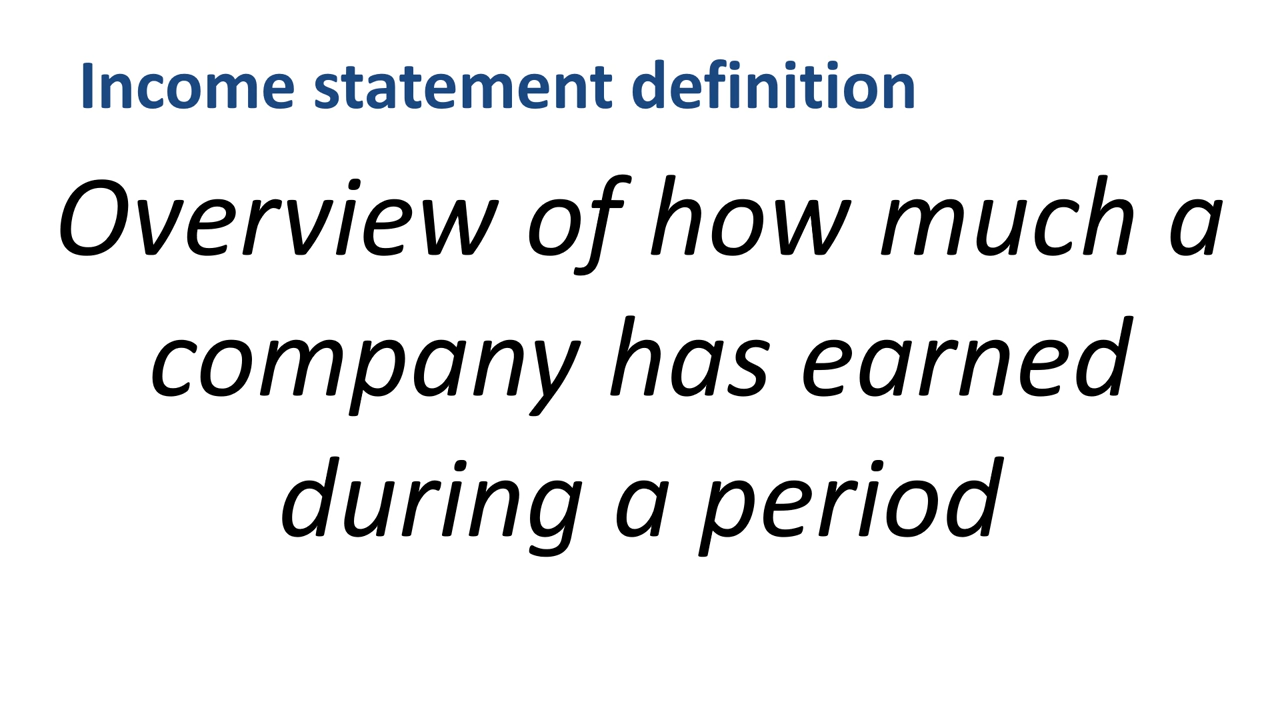 Income statement definition
Overview of how much a
company has earned
during a period